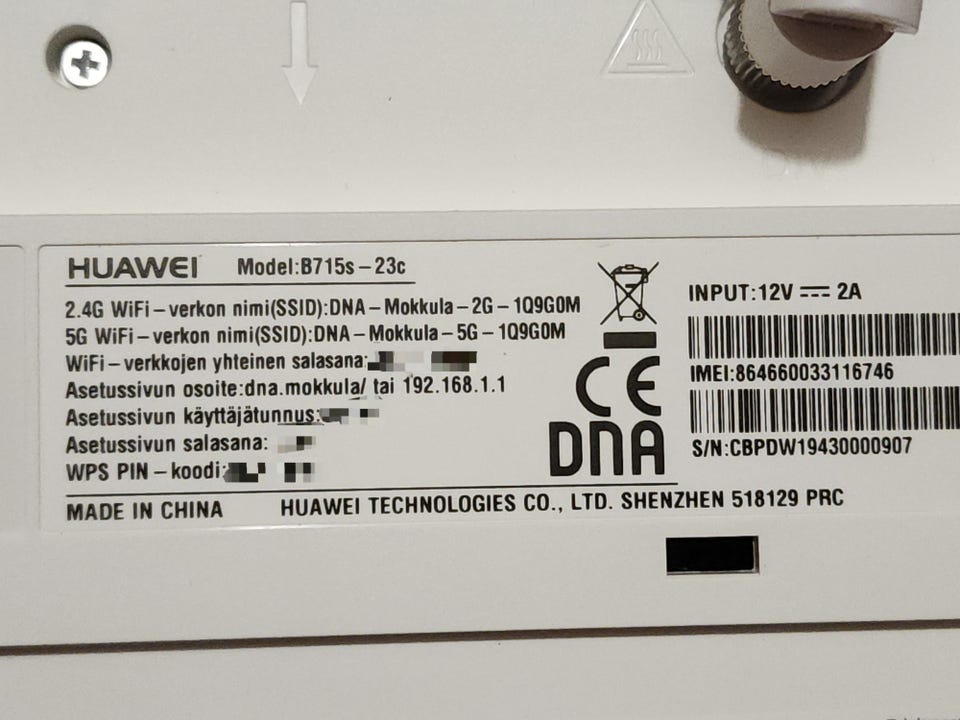 HUAWEI Model:B715s-23c
2.4G WiFi-verkon nimi(SSID):DNA-Mokkula-2G-1Q9G0M
5G WiFi-verkon nimi(SSID):DNA-Mokkula-5G-1Q9G0M
WiFi-verkkojen yhteinen salasana:
Asetussivun osoite:dna.mokkula/ tai 192.168.1.1
Asetussivun käyttäjätunnus:
Asetussivun salasana:
WPS PIN-koodi:
CE
DNA
INPUT:12V ⎓ 2A
IMEI:864660033116746
S/N:CBPDW19430000907
MADE IN CHINA HUAWEI TECHNOLOGIES CO., LTD. SHENZHEN 518129 PRC